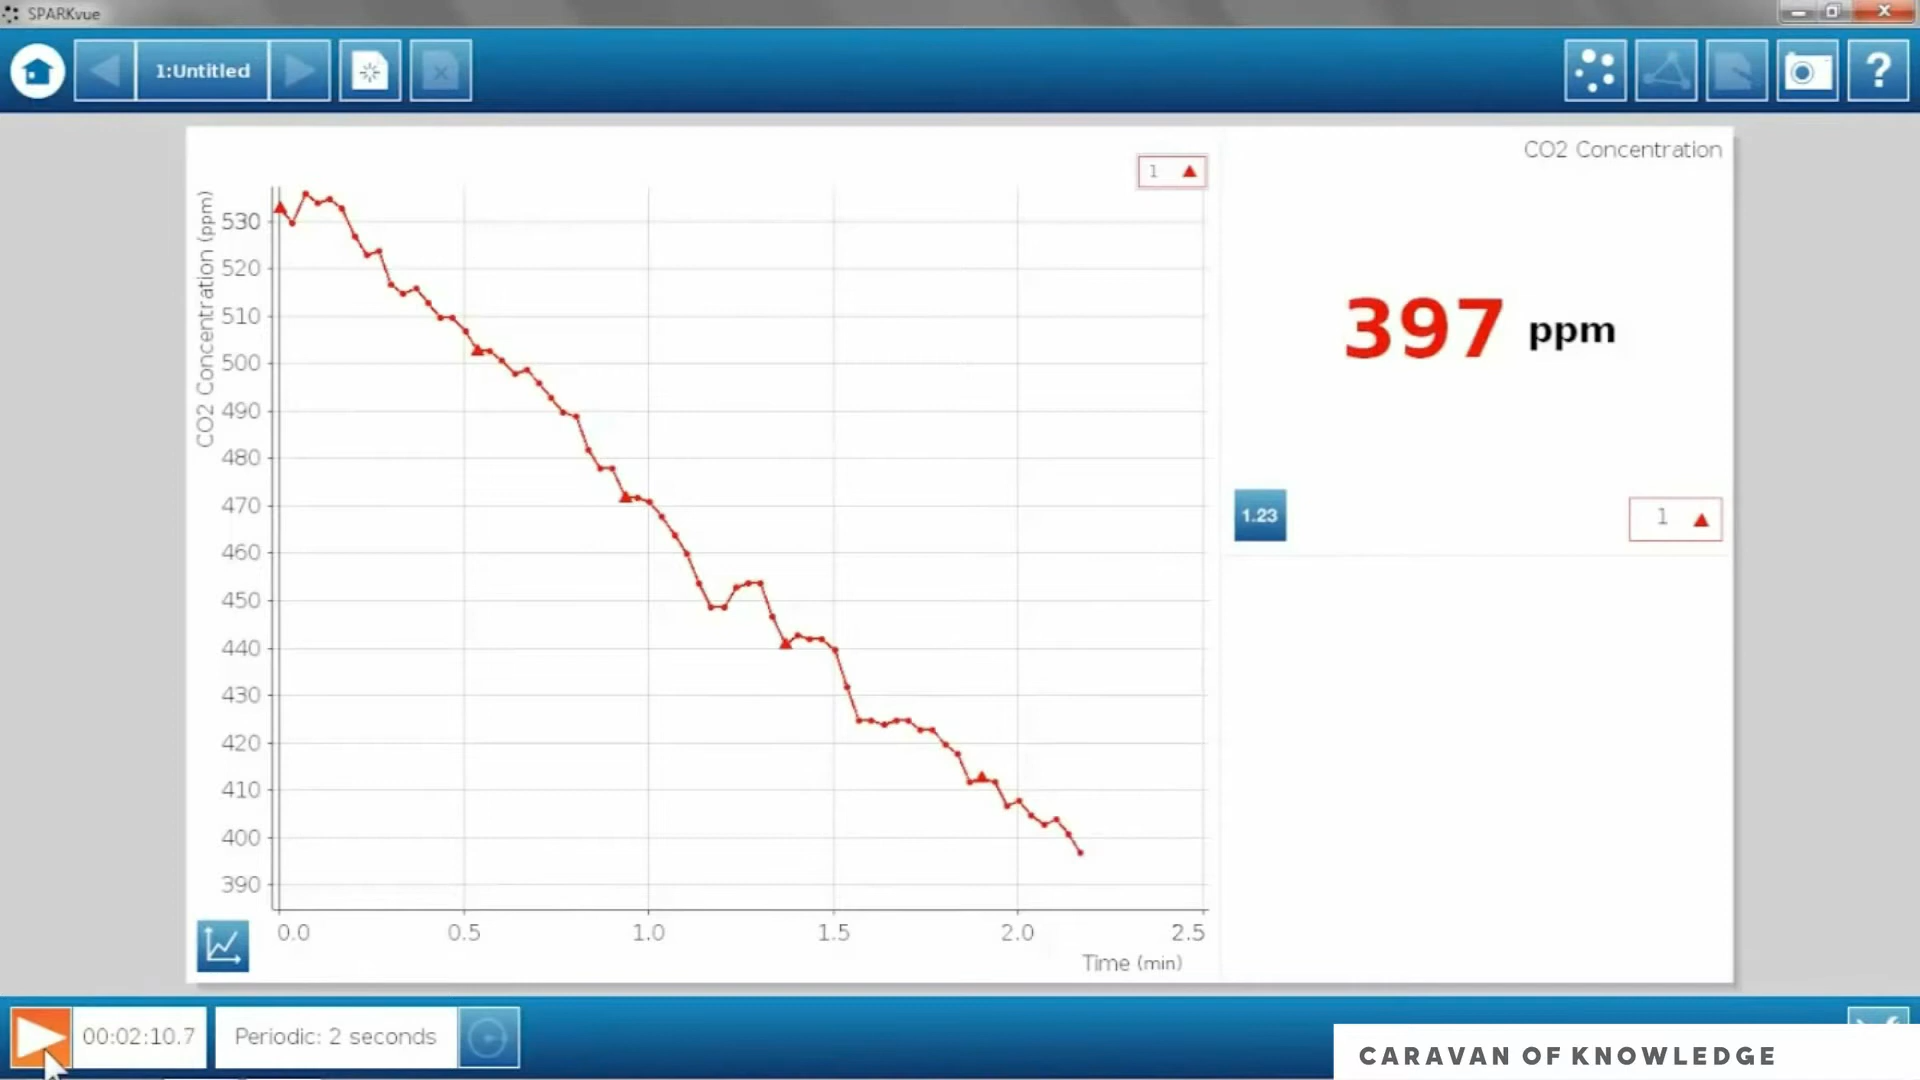 SPARKvue
1:Untitled
?
1
CO2 Concentration
CO2 Concentration (ppm)
530
520
510
500
490
480
470
460
450
440
430
420
410
400
390
397 ppm
1.23
1
0.0 0.5 1.0 1.5 2.0 2.5
Time (min)
00:02:10.7
Periodic: 2 seconds
CARAVAN OF KNOWLEDGE